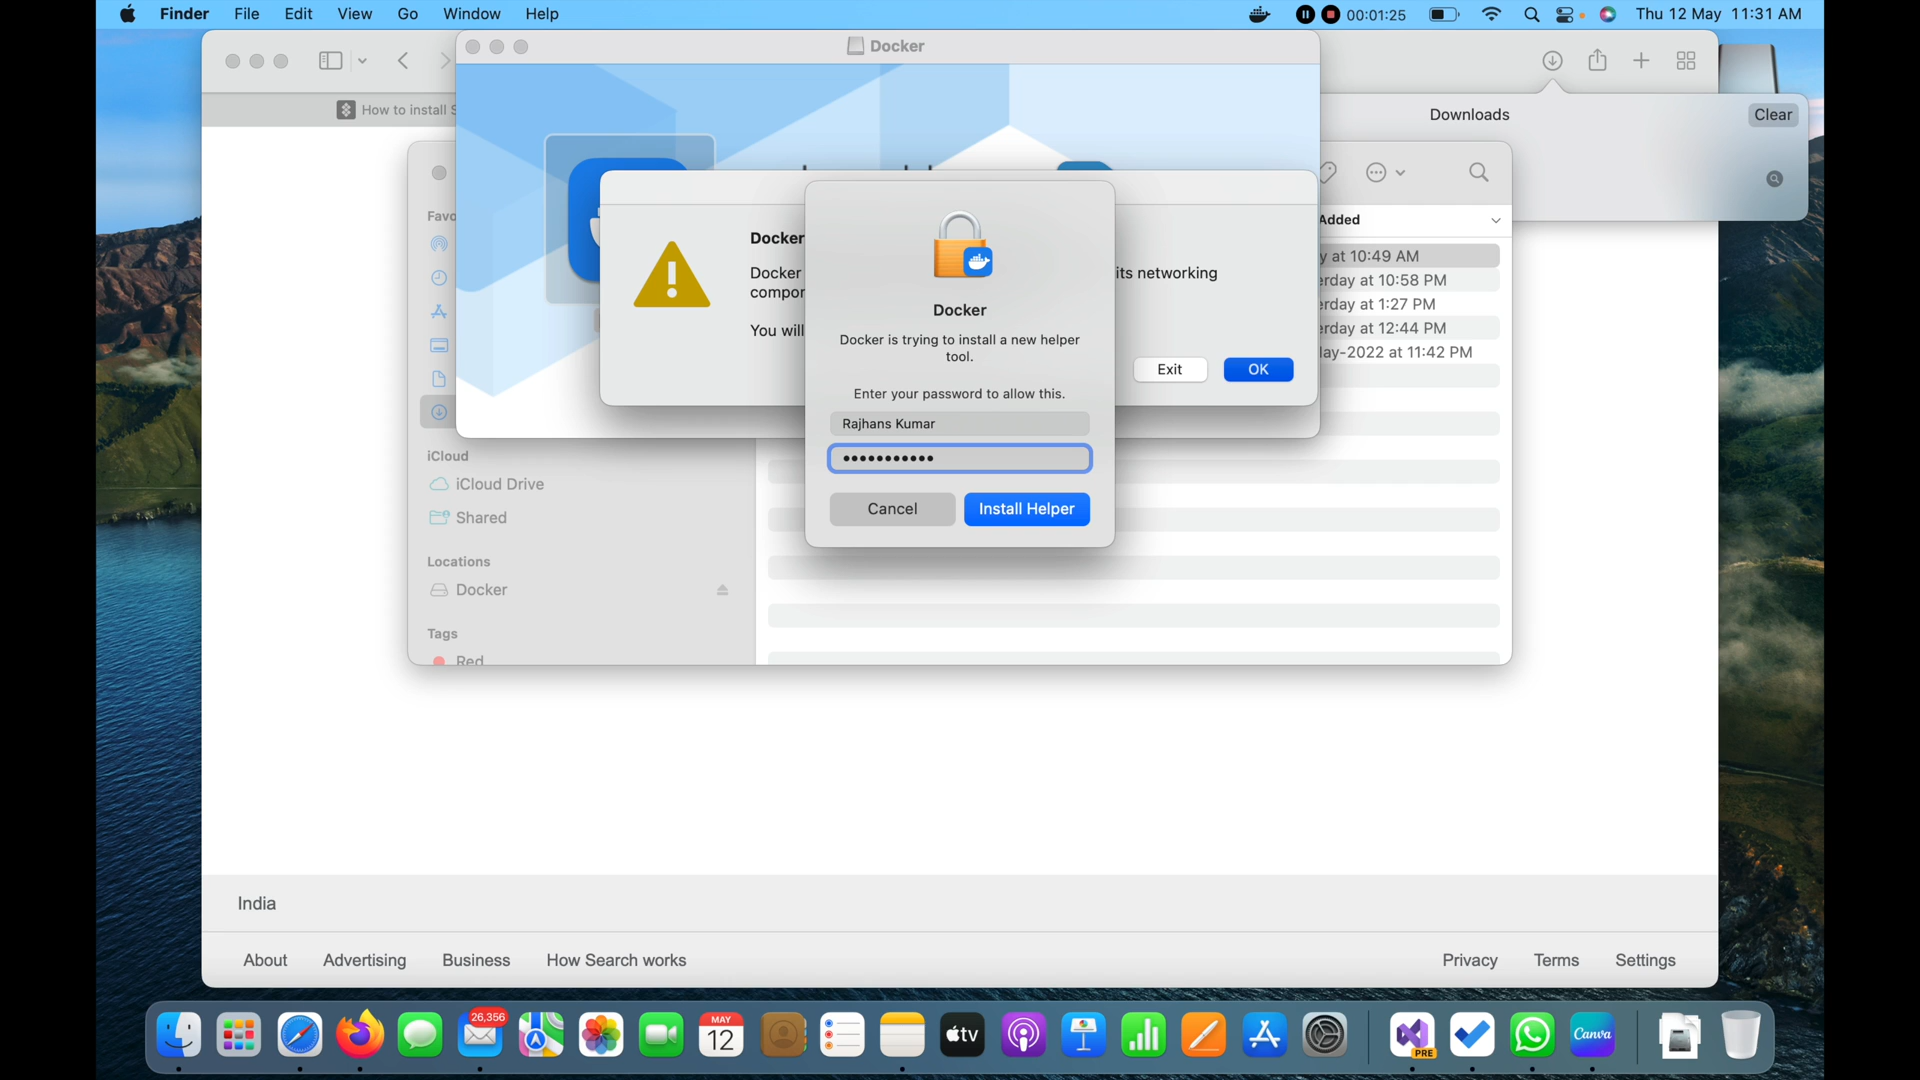 Finder File Edit View Go Window Help
00:01:25 Thu 12 May 11:31 AM
Docker
How to install S
Downloads
Clear
Favo
Added
y at 10:49 AM
erday at 10:58 PM
erday at 1:27 PM
erday at 12:44 PM
lay-2022 at 11:42 PM
Docker
Docker its networking
compor
You will
Exit OK
Docker
Docker is trying to install a new helper
tool.
Enter your password to allow this.
Rajhans Kumar
•••••••••••
Cancel Install Helper
iCloud
iCloud Drive
Shared
Locations
Docker
Tags
Red
India
About Advertising Business How Search works
Privacy Terms Settings
26,356
MAY
12
tv
PRE
Canva